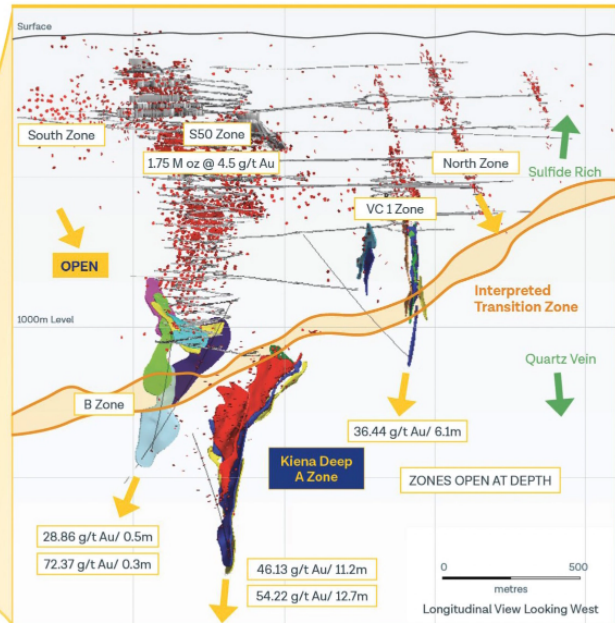 Surface
South Zone
S50 Zone
1.75 M oz @ 4.5 g/t Au
North Zone
Sulfide Rich
VC 1 Zone
OPEN
Interpreted
Transition Zone
1000m Level
Quartz Vein
B Zone
36.44 g/t Au/ 6.1m
Kiena Deep
A Zone
ZONES OPEN AT DEPTH
28.86 g/t Au/ 0.5m
72.37 g/t Au/ 0.3m
46.13 g/t Au/ 11.2m
54.22 g/t Au/ 12.7m
0 500
metres
Longitudinal View Looking West